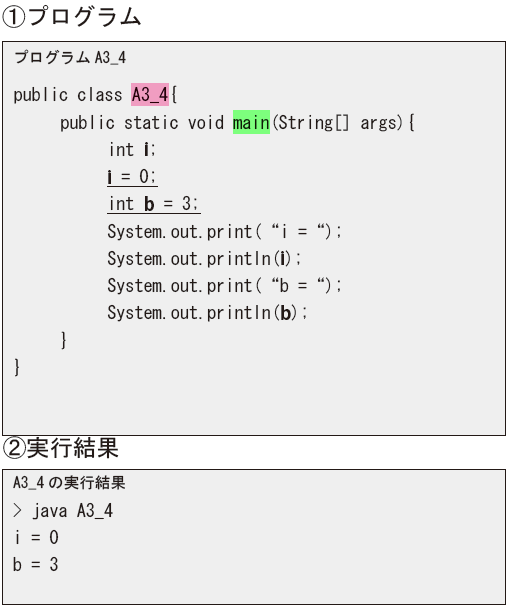 ①プログラム
プログラム A3_4
public class A3_4{
public static void main(String[] args){
int i;
i = 0;
int b = 3;
System.out.print( “i = “);
System.out.println(i);
System.out.print( “b = “);
System.out.println(b);
}
}
②実行結果
A3_4 の実行結果
> java A3_4
i = 0
b = 3